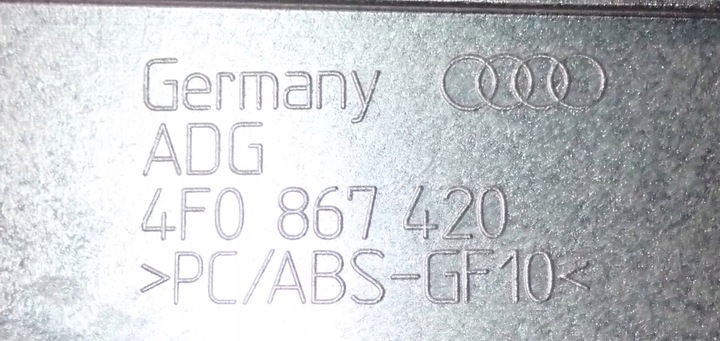 Germany
ADG
4F0 867 420
>PC/ABS-GF10<